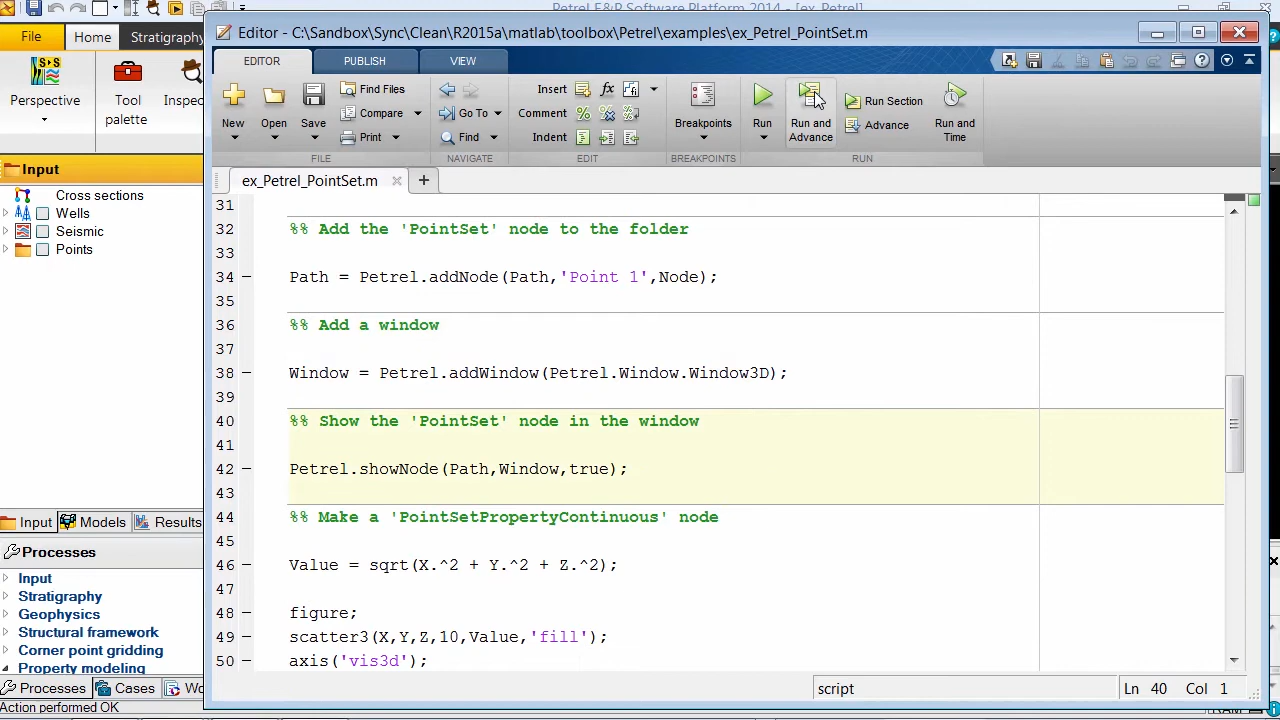 Petrel E&R Software Platform 2014 - [ex_Petrel]
File
Home
Stratigraphy
Perspective
Tool
palette
Inspec
Input
Cross sections
Wells
Seismic
Points
Input
Models
Results
Processes
Input
Stratigraphy
Geophysics
Structural framework
Corner point gridding
Property modeling
Processes
Cases
Wo
Action performed OK
Editor - C:\Sandbox\Sync\Clean\R2015a\matlab\toolbox\Petrel\examples\ex_Petrel_PointSet.m
EDITOR
PUBLISH
VIEW
New
Open
Save
Find Files
Compare
Print
FILE
Go To
Find
NAVIGATE
Insert
Comment
Indent
EDIT
Breakpoints
BREAKPOINTS
Run
Run and
Advance
Run Section
Advance
Run and
Time
RUN
ex_Petrel_PointSet.m
31
32 %% Add the 'PointSet' node to the folder
33
34 Path = Petrel.addNode(Path,'Point 1',Node);
35
36 %% Add a window
37
38 Window = Petrel.addWindow(Petrel.Window.Window3D);
39
40 %% Show the 'PointSet' node in the window
41
42 Petrel.showNode(Path,Window,true);
43
44 %% Make a 'PointSetPropertyContinuous' node
45
46 Value = sqrt(X.^2 + Y.^2 + Z.^2);
47
48 figure;
49 scatter3(X,Y,Z,10,Value,'fill');
50 axis('vis3d');
script
Ln 40 Col 1